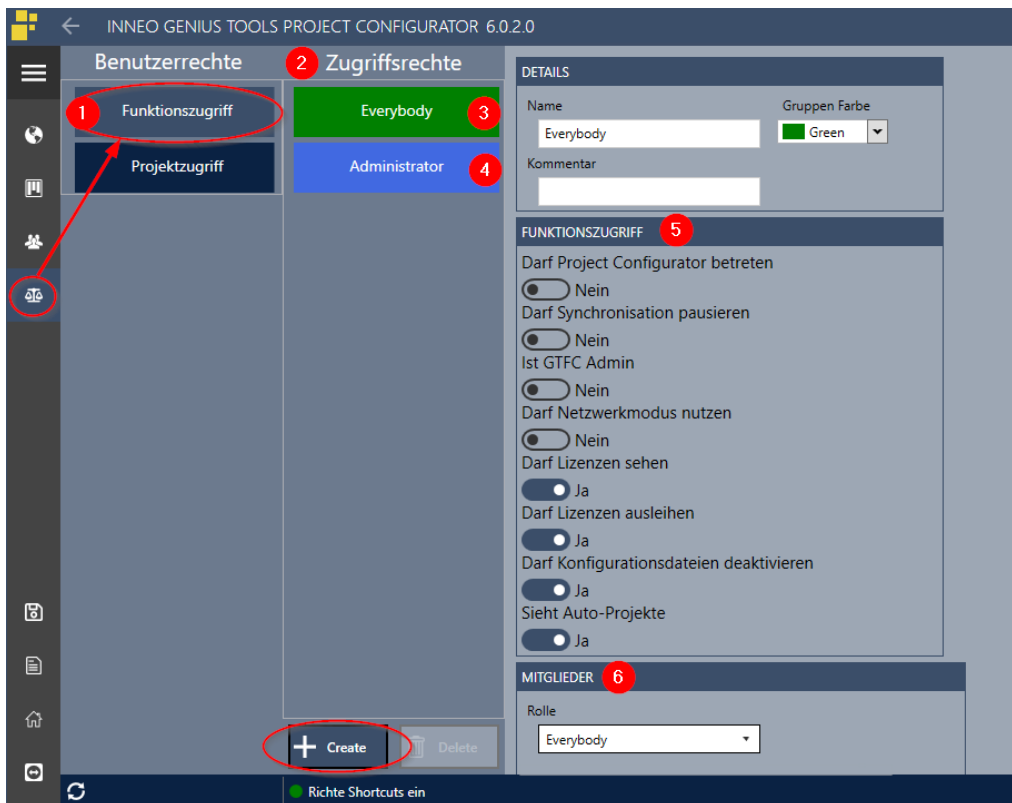 INNEO GENIUS TOOLS PROJECT CONFIGURATOR 6.0.2.0
Benutzerrechte
1 Funktionszugriff
Projektzugriff
2 Zugriffsrechte
Everybody 3
Administrator 4
Create
Delete
DETAILS
Name
Gruppen Farbe
Everybody
Green
Kommentar
FUNKTIONSZUGRIFF 5
Darf Project Configurator betreten
Nein
Darf Synchronisation pausieren
Nein
Ist GTFC Admin
Nein
Darf Netzwerkmodus nutzen
Nein
Darf Lizenzen sehen
Ja
Darf Lizenzen ausleihen
Ja
Darf Konfigurationsdateien deaktivieren
Ja
Sieht Auto-Projekte
Ja
MITGLIEDER 6
Rolle
Everybody
Richte Shortcuts ein